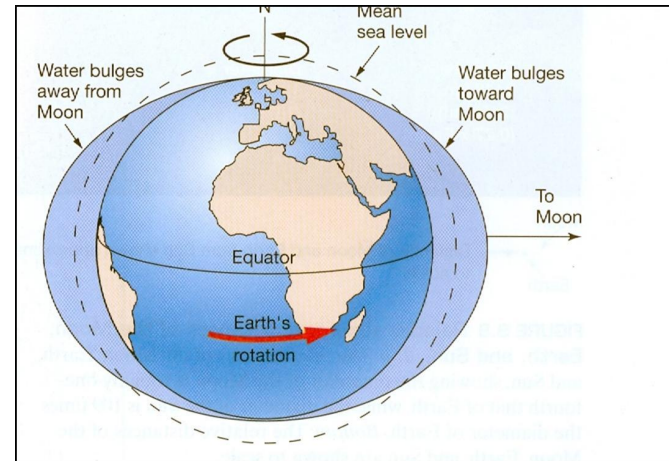 N
Mean
sea level
Water bulges
away from
Moon
Water bulges
toward
Moon
To
Moon
Equator
Earth's
rotation